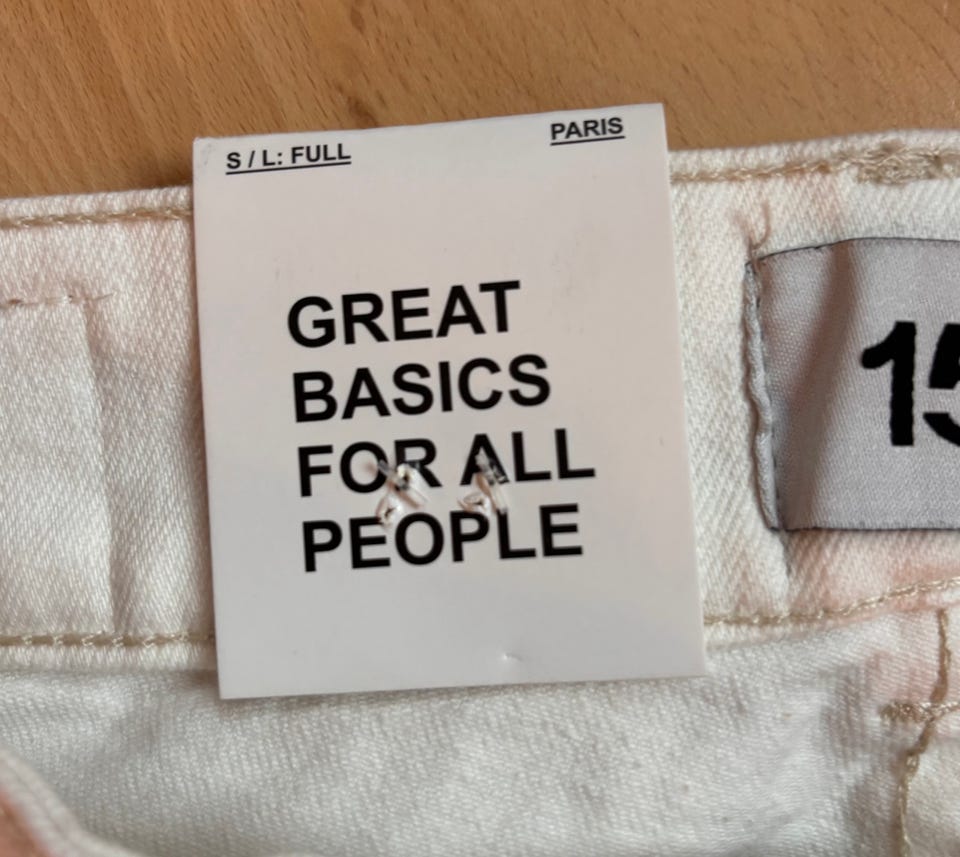 S / L: FULL
PARIS
GREAT
BASICS
FOR ALL
PEOPLE
15